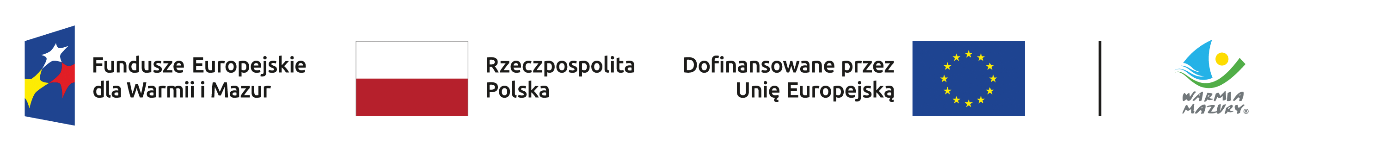 Fundusze Europejskie
dla Warmii i Mazur
Rzeczpospolita
Polska
Dofinansowane przez
Unię Europejską
WARMIA
MAZURY®